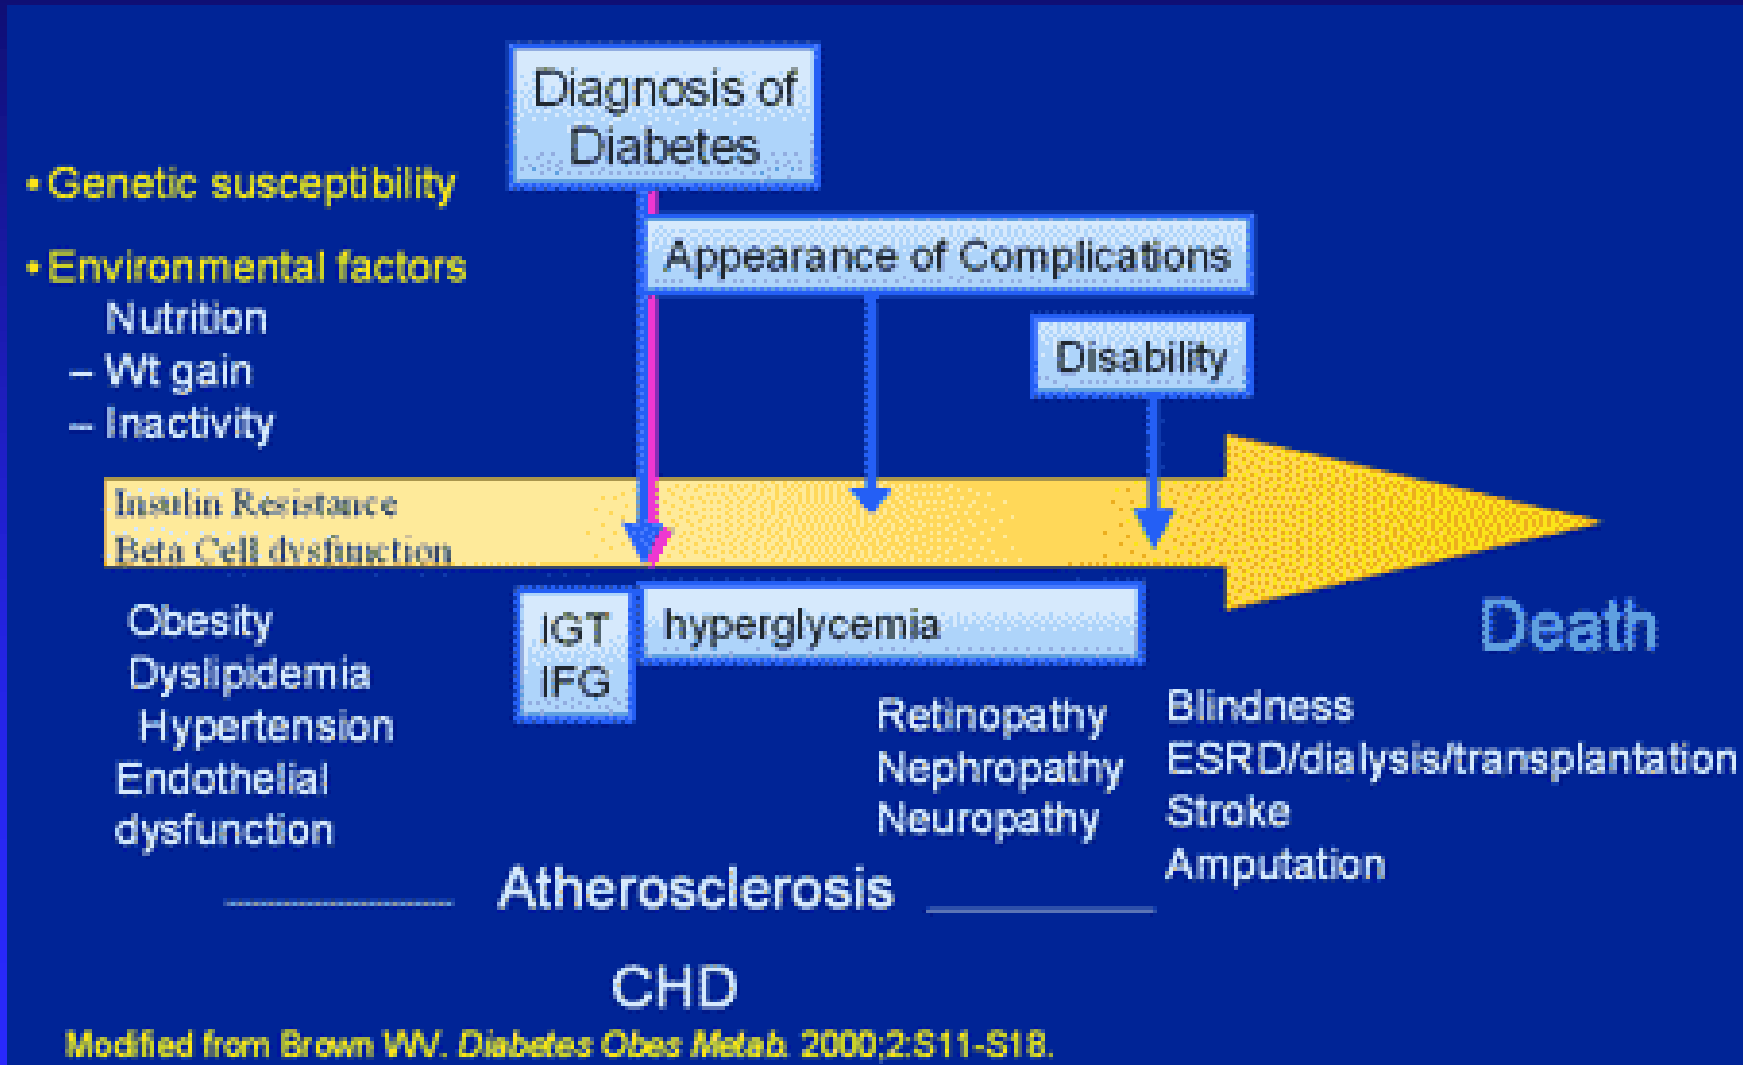 Diagnosis of
Diabetes
• Genetic susceptibility
Appearance of Complications
• Environmental factors
Nutrition
– Wt gain
– Inactivity
Disability
Insulin Resistance
Beta Cell dysfunction
Obesity
Dyslipidemia
Hypertension
Endothelial
dysfunction
IGT
IFG
hyperglycemia
Death
Retinopathy
Nephropathy
Neuropathy
Blindness
ESRD/dialysis/transplantation
Stroke
Amputation
Atherosclerosis
CHD
Modified from Brown WV. Diabetes Obes Metab. 2000;2:S11-S18.